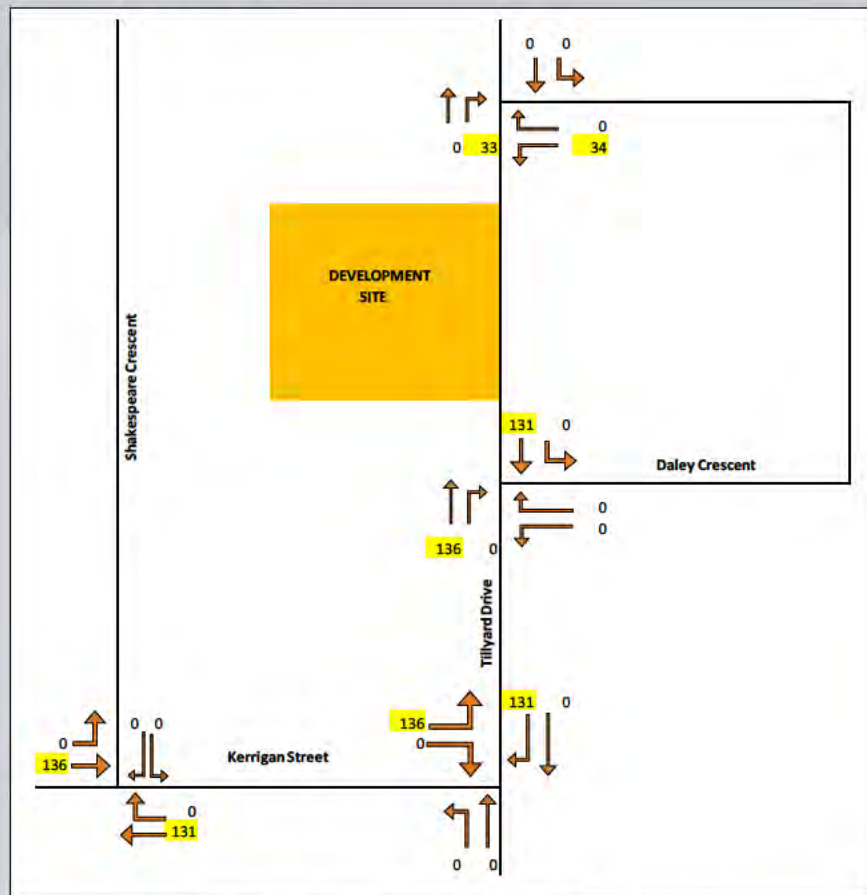 0 0
0
0 33
34
DEVELOPMENT
SITE
Shakespeare Crescent
131 0
Daley Crescent
0
0
136 0
Tillyard Drive
131 0
0 0
136
0
0
136
Kerrigan Street
0
131
0 0